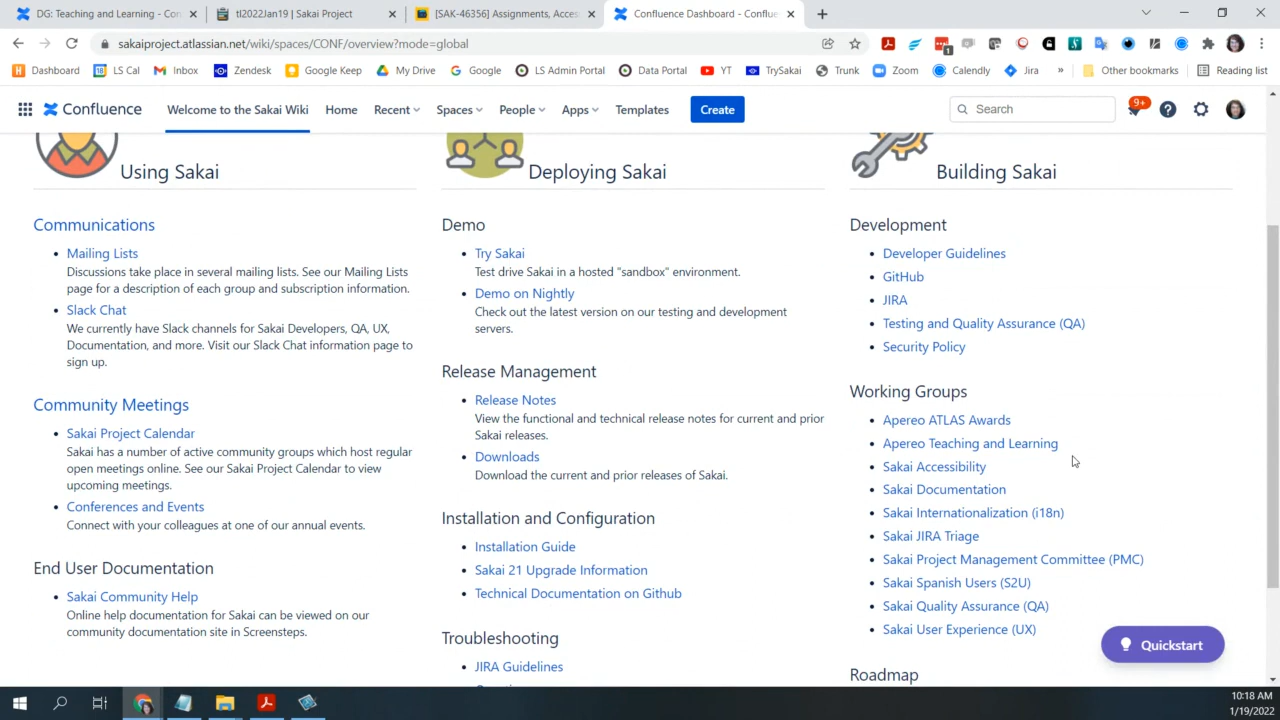 DG: Teaching and Learning - Con
tl2022Jan19 | Sakai Project
[SAK-46356] Assignments, Acces
Confluence Dashboard - Conflue
sakaiproject.atlassian.net/wiki/spaces/CONF/overview?mode=global
Dashboard
LS Cal
Inbox
Zendesk
Google Keep
My Drive
Google
LS Admin Portal
Data Portal
YT
TrySakai
Trunk
Zoom
Calendly
Jira
»
Other bookmarks
Reading list
Confluence
Welcome to the Sakai Wiki
Home
Recent
Spaces
People
Apps
Templates
Create
Search
9+
Using Sakai
Communications
Mailing Lists
Discussions take place in several mailing lists. See our Mailing Lists
page for a description of each group and subscription information.
Slack Chat
We currently have Slack channels for Sakai Developers, QA, UX,
Documentation, and more. Visit our Slack Chat information page to
sign up.
Community Meetings
Sakai Project Calendar
Sakai has a number of active community groups which host regular
open meetings online. See our Sakai Project Calendar to view
upcoming meetings.
Conferences and Events
Connect with your colleagues at one of our annual events.
End User Documentation
Sakai Community Help
Online help documentation for Sakai can be viewed on our
community documentation site in Screensteps.
Deploying Sakai
Demo
Try Sakai
Test drive Sakai in a hosted "sandbox" environment.
Demo on Nightly
Check out the latest version on our testing and development
servers.
Release Management
Release Notes
View the functional and technical release notes for current and prior
Sakai releases.
Downloads
Download the current and prior releases of Sakai.
Installation and Configuration
Installation Guide
Sakai 21 Upgrade Information
Technical Documentation on Github
Troubleshooting
JIRA Guidelines
Building Sakai
Development
Developer Guidelines
GitHub
JIRA
Testing and Quality Assurance (QA)
Security Policy
Working Groups
Apereo ATLAS Awards
Apereo Teaching and Learning
Sakai Accessibility
Sakai Documentation
Sakai Internationalization (i18n)
Sakai JIRA Triage
Sakai Project Management Committee (PMC)
Sakai Spanish Users (S2U)
Sakai Quality Assurance (QA)
Sakai User Experience (UX)
Quickstart
Roadmap
10:18 AM
1/19/2022